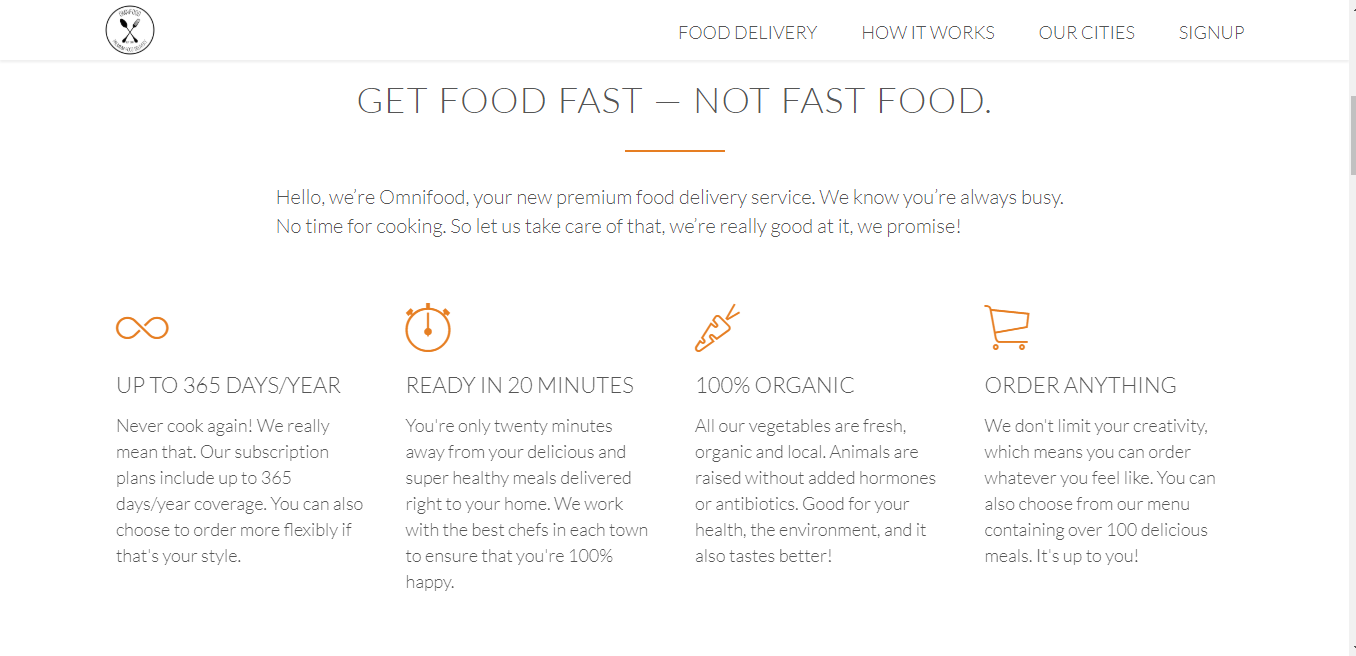 OMNIFOOD
PREMIUM FOOD DELIVERY
FOOD DELIVERY
HOW IT WORKS
OUR CITIES
SIGNUP
GET FOOD FAST — NOT FAST FOOD.
Hello, we’re Omnifood, your new premium food delivery service. We know you’re always busy.
No time for cooking. So let us take care of that, we’re really good at it, we promise!
UP TO 365 DAYS/YEAR
Never cook again! We really
mean that. Our subscription
plans include up to 365
days/year coverage. You can also
choose to order more flexibly if
that's your style.
READY IN 20 MINUTES
You're only twenty minutes
away from your delicious and
super healthy meals delivered
right to your home. We work
with the best chefs in each town
to ensure that you're 100%
happy.
100% ORGANIC
All our vegetables are fresh,
organic and local. Animals are
raised without added hormones
or antibiotics. Good for your
health, the environment, and it
also tastes better!
ORDER ANYTHING
We don't limit your creativity,
which means you can order
whatever you feel like. You can
also choose from our menu
containing over 100 delicious
meals. It's up to you!